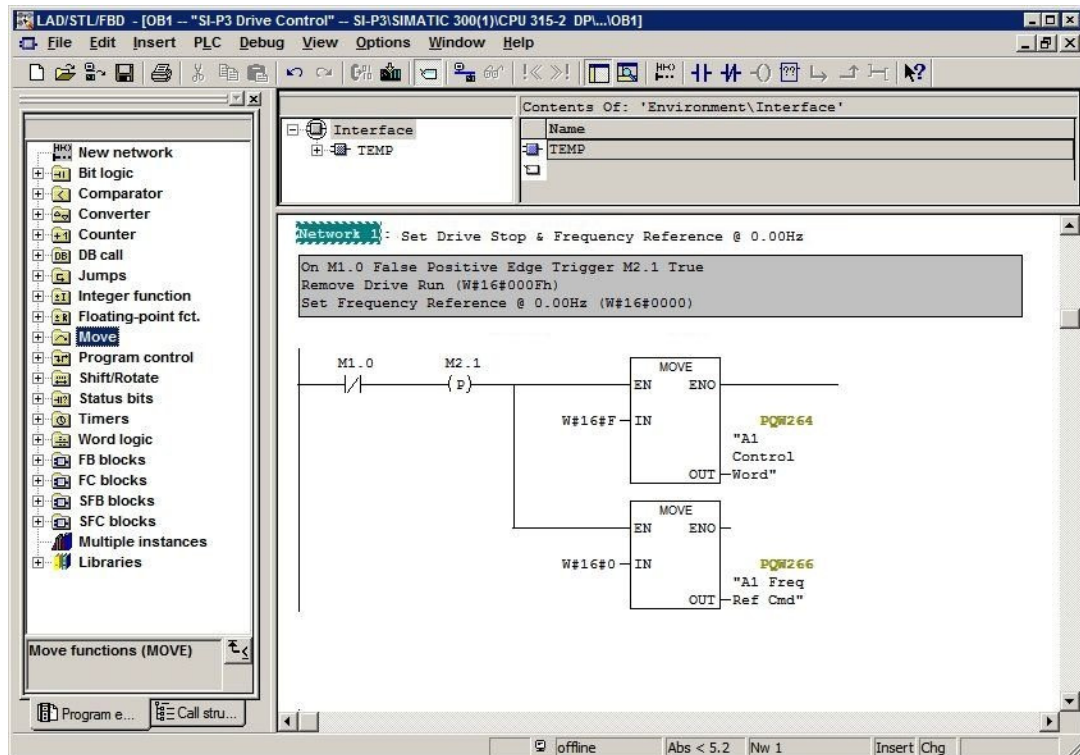 LAD/STL/FBD - [OB1 -- "SI-P3 Drive Control" -- SI-P3\SIMATIC 300(1)\CPU 315-2 DP\...\OB1]
File Edit Insert PLC Debug View Options Window Help
New network
Bit logic
Comparator
Converter
Counter
DB call
Jumps
Integer function
Floating-point fct.
Move
Program control
Shift/Rotate
Status bits
Timers
Word logic
FB blocks
FC blocks
SFB blocks
SFC blocks
Multiple instances
Libraries
Move functions (MOVE)
Program e...
Call stru...
Interface
TEMP
Contents Of: 'Environment\Interface'
Name
TEMP
Network 1: Set Drive Stop & Frequency Reference @ 0.00Hz
On M1.0 False Positive Edge Trigger M2.1 True
Remove Drive Run (W#16#000Fh)
Set Frequency Reference @ 0.00Hz (W#16#0000)
M1.0
M2.1
P
MOVE
EN ENO
W#16#F IN
PQW264
"A1
Control
OUT Word"
MOVE
EN ENO
W#16#0 IN
PQW266
"A1 Freq
OUT Ref Cmd"
offline
Abs < 5.2
Nw 1
Insert
Chg